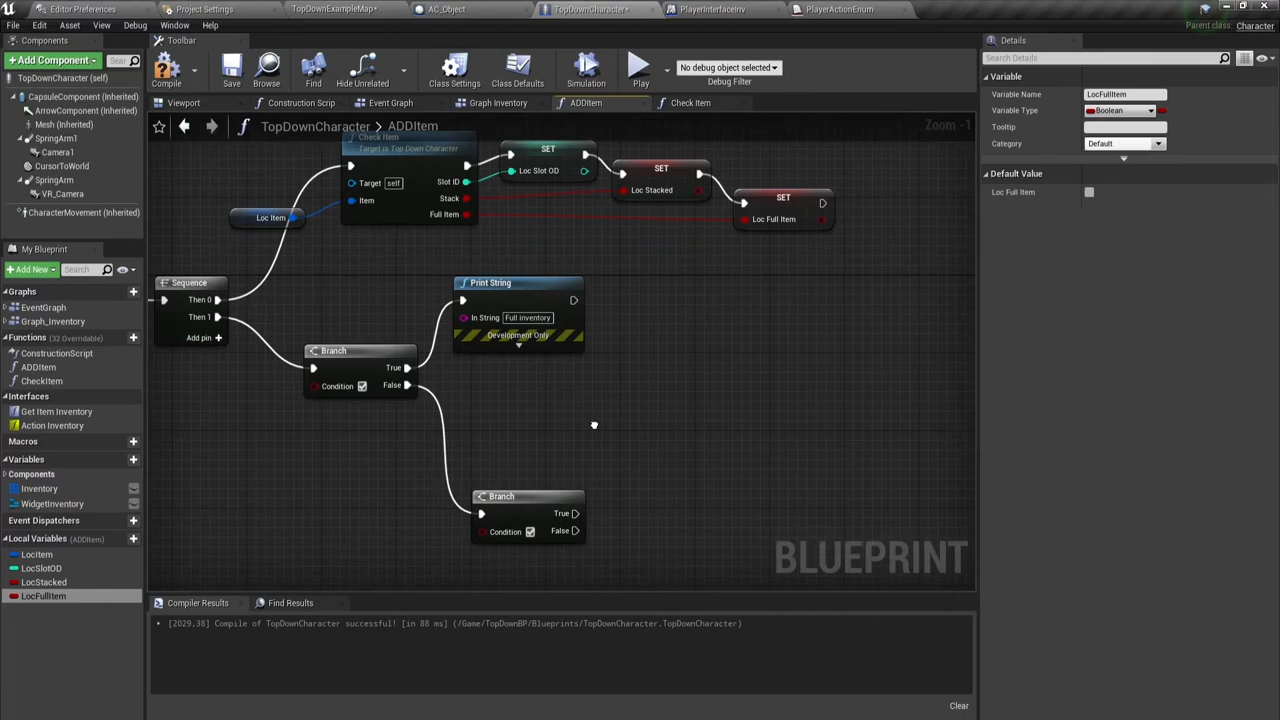 Editor Preferences
Project Settings
TopDownExampleMap*
AC_Object
TopDownCharacter*
PlayerInterfaceInv
PlayerActionEnum
File
Edit
Asset
View
Debug
Window
Help
Parent class: Character
Components
+ Add Component
Sear
TopDownCharacter (self)
CapsuleComponent (Inherited)
ArrowComponent (Inherited)
Mesh (Inherited)
SpringArm1
Camera1
CursorToWorld
SpringArm
VR_Camera
CharacterMovement (Inherited)
My Blueprint
+ Add New
Search
Graphs
EventGraph
Graph_Inventory
Functions (32 Overridable)
ConstructionScript
ADDItem
CheckItem
Interfaces
Get Item Inventory
Action Inventory
Macros
Variables
Components
Inventory
WidgetInventory
Event Dispatchers
Local Variables (ADDItem)
LocItem
LocSlotOD
LocStacked
LocFullItem
Toolbar
Compile
Save
Browse
Find
Hide Unrelated
Class Settings
Class Defaults
Simulation
Play
No debug object selected
Debug Filter
Viewport
Construction Scrip
Event Graph
Graph Inventory
ADDItem
Check Item
TopDownCharacter > ADDItem
Zoom -1
Check Item
Target is Top Down Character
Target self
Item
Slot ID
Stack
Full Item
Loc Item
SET
Loc Slot OD
SET
Loc Stacked
SET
Loc Full Item
Sequence
Then 0
Then 1
Add pin +
Print String
In String Full inventory
Development Only
Branch
True
Condition
False
Branch
True
Condition
False
BLUEPRINT
Compiler Results
Find Results
• [2029.38] Compile of TopDownCharacter successful! [in 88 ms] (/Game/TopDownBP/Blueprints/TopDownCharacter.TopDownCharacter)
Clear
Details
Search Details
Variable
Variable Name
LocFullItem
Variable Type
Boolean
Tooltip
Category
Default
Default Value
Loc Full Item